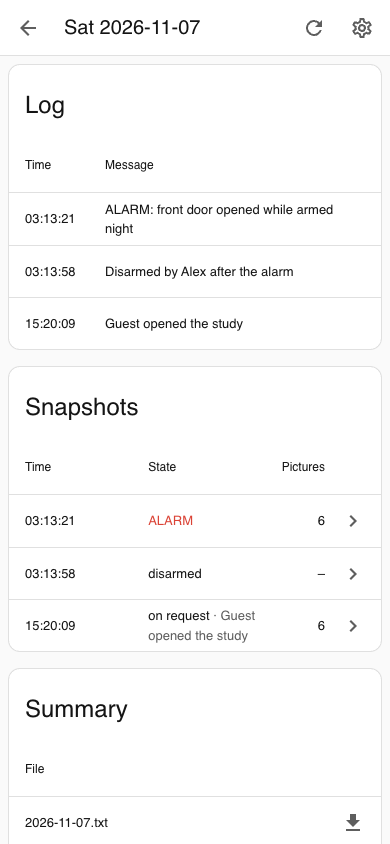 Sat 2026-11-07
Log
Time Message
03:13:21 ALARM: front door opened while armed
night
03:13:58 Disarmed by Alex after the alarm
15:20:09 Guest opened the study
Snapshots
Time State Pictures
03:13:21 ALARM 6
03:13:58 disarmed –
15:20:09 on request · Guest 6
opened the study
Summary
File
2026-11-07.txt